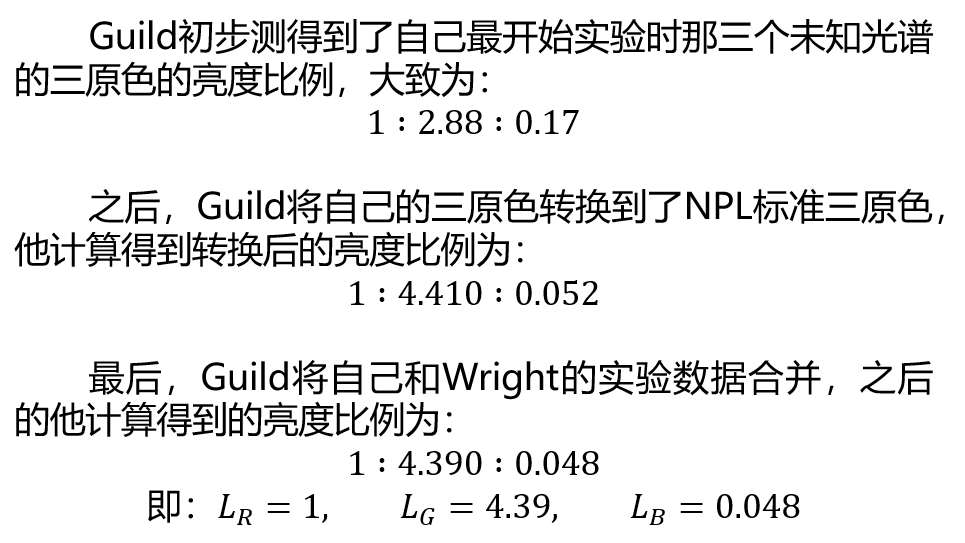 Guild初步测得到了自己最开始实验时那三个未知光谱
的三原色的亮度比例，大致为：
1 : 2.88 : 0.17
之后，Guild将自己的三原色转换到了NPL标准三原色，
他计算得到转换后的亮度比例为：
1 : 4.410 : 0.052
最后，Guild将自己和Wright的实验数据合并，之后
的他计算得到的亮度比例为：
1 : 4.390 : 0.048
即：L_R = 1, L_G = 4.39, L_B = 0.048